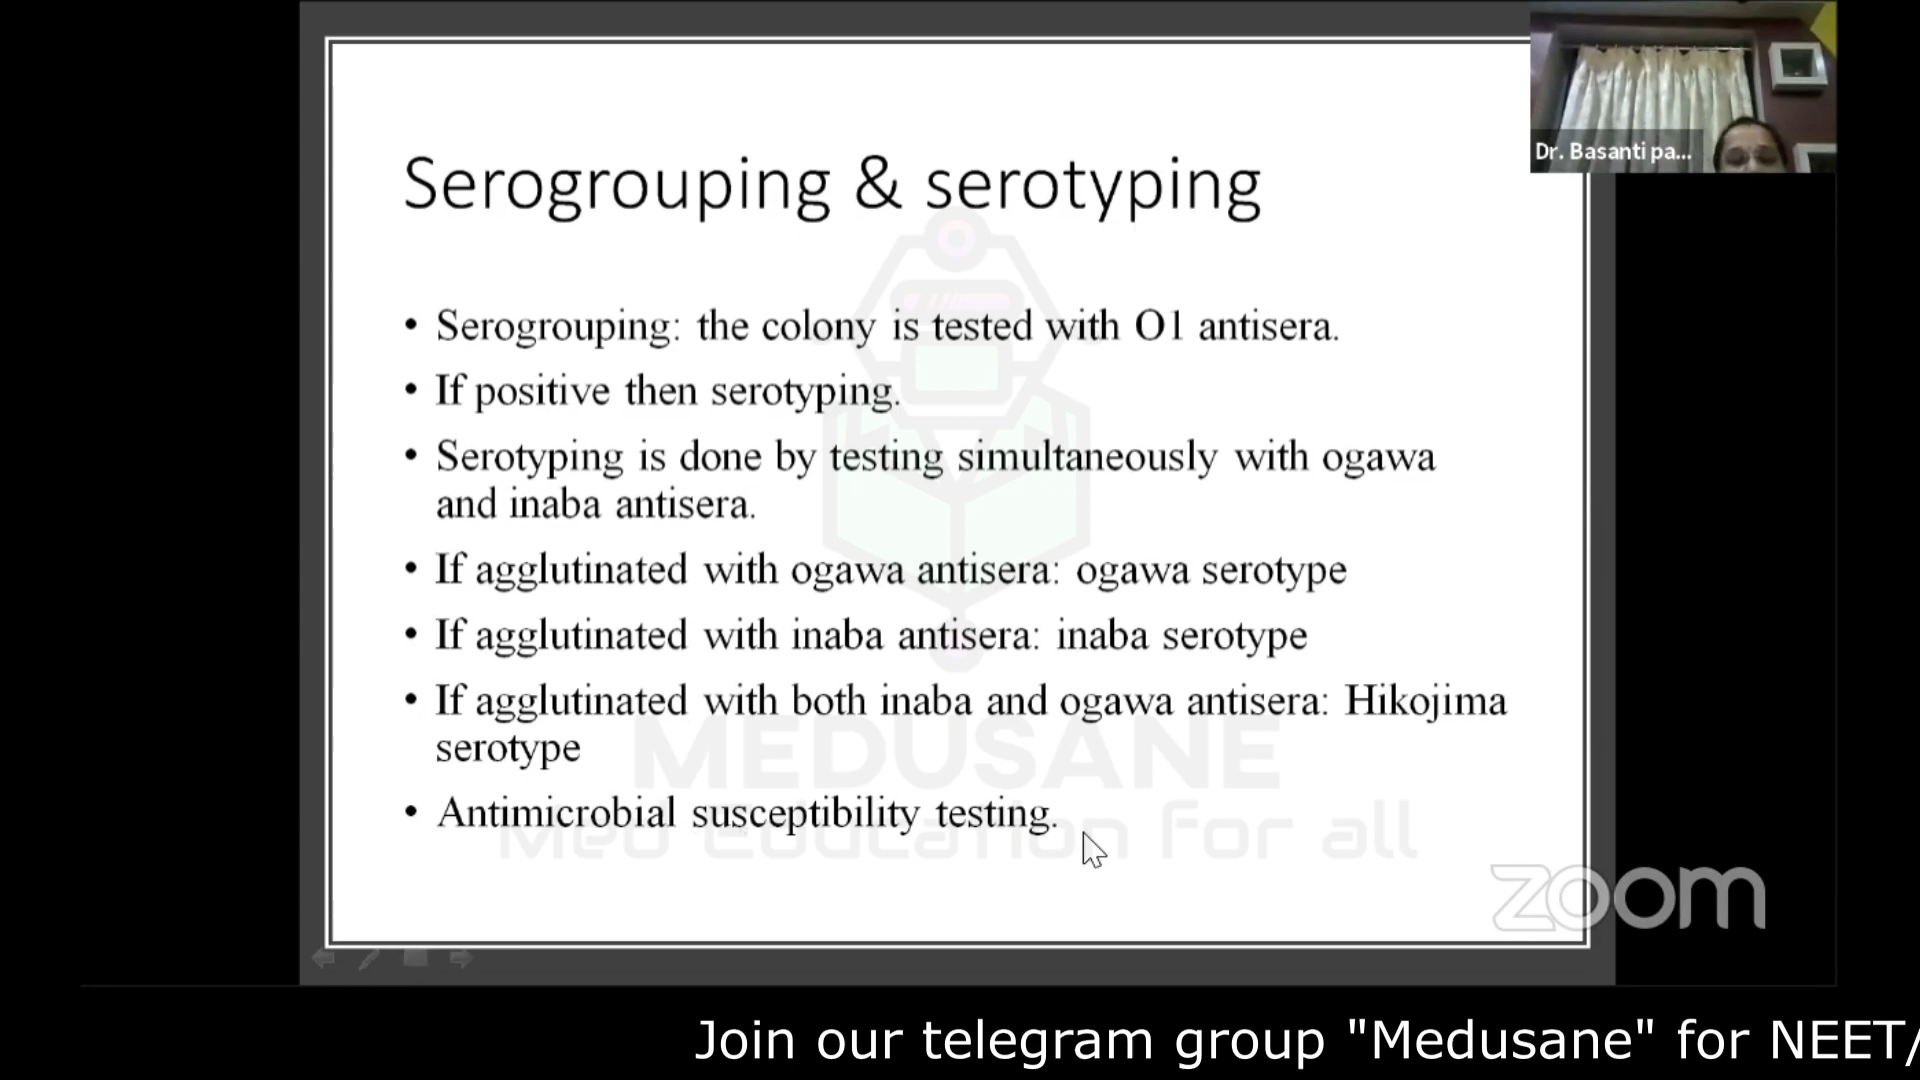 Dr. Basanti pa...
Serogrouping & serotyping
• Serogrouping: the colony is tested with O1 antisera.
• If positive then serotyping.
• Serotyping is done by testing simultaneously with ogawa
and inaba antisera.
• If agglutinated with ogawa antisera: ogawa serotype
• If agglutinated with inaba antisera: inaba serotype
• If agglutinated with both inaba and ogawa antisera: Hikojima
serotype
• Antimicrobial susceptibility testing.
MEDUSANE
Med Education for all
zoom
Join our telegram group "Medusane" for NEET/